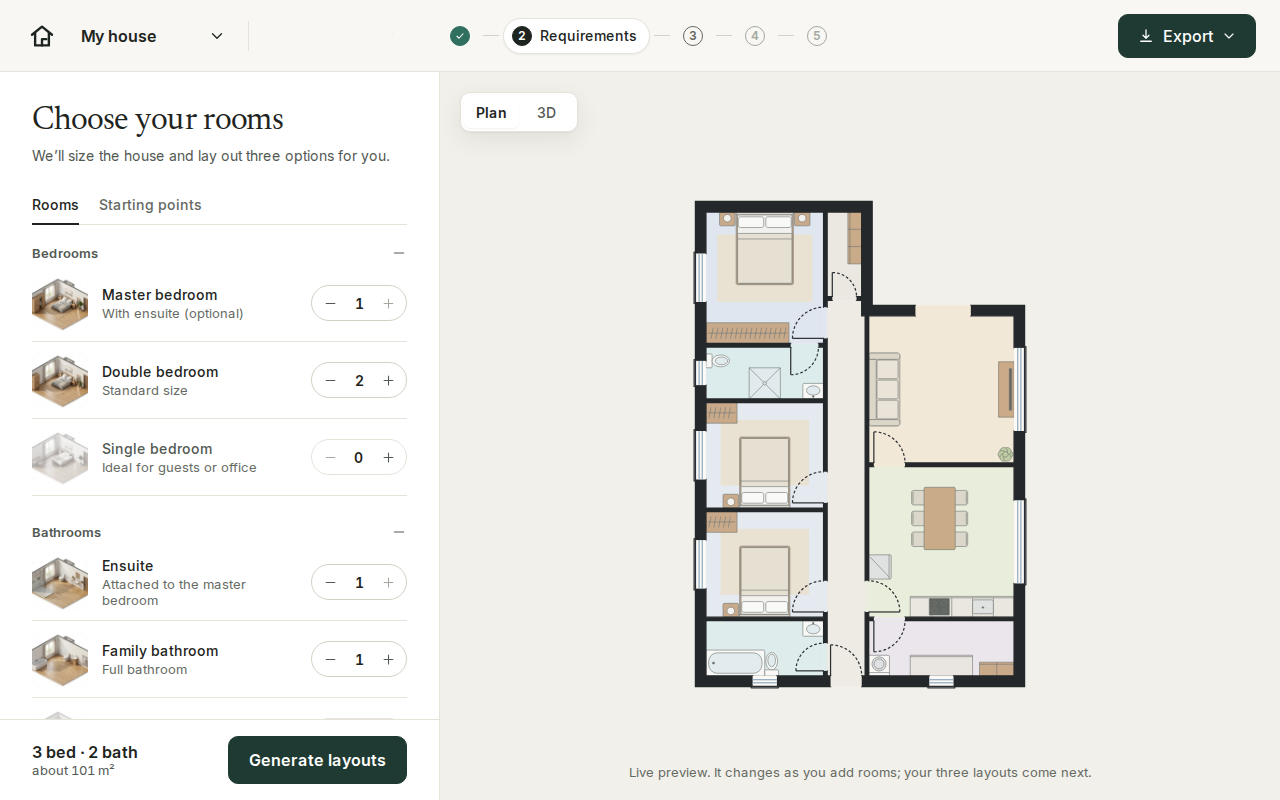 My house
2 Requirements
3
4
5
Export
Choose your rooms
We'll size the house and lay out three options for you.
Rooms
Starting points
Bedrooms
Master bedroom
With ensuite (optional)
1
Double bedroom
Standard size
2
Single bedroom
Ideal for guests or office
0
Bathrooms
Ensuite
Attached to the master
bedroom
1
Family bathroom
Full bathroom
1
3 bed · 2 bath
about 101 m²
Generate layouts
Plan
3D
Live preview. It changes as you add rooms; your three layouts come next.